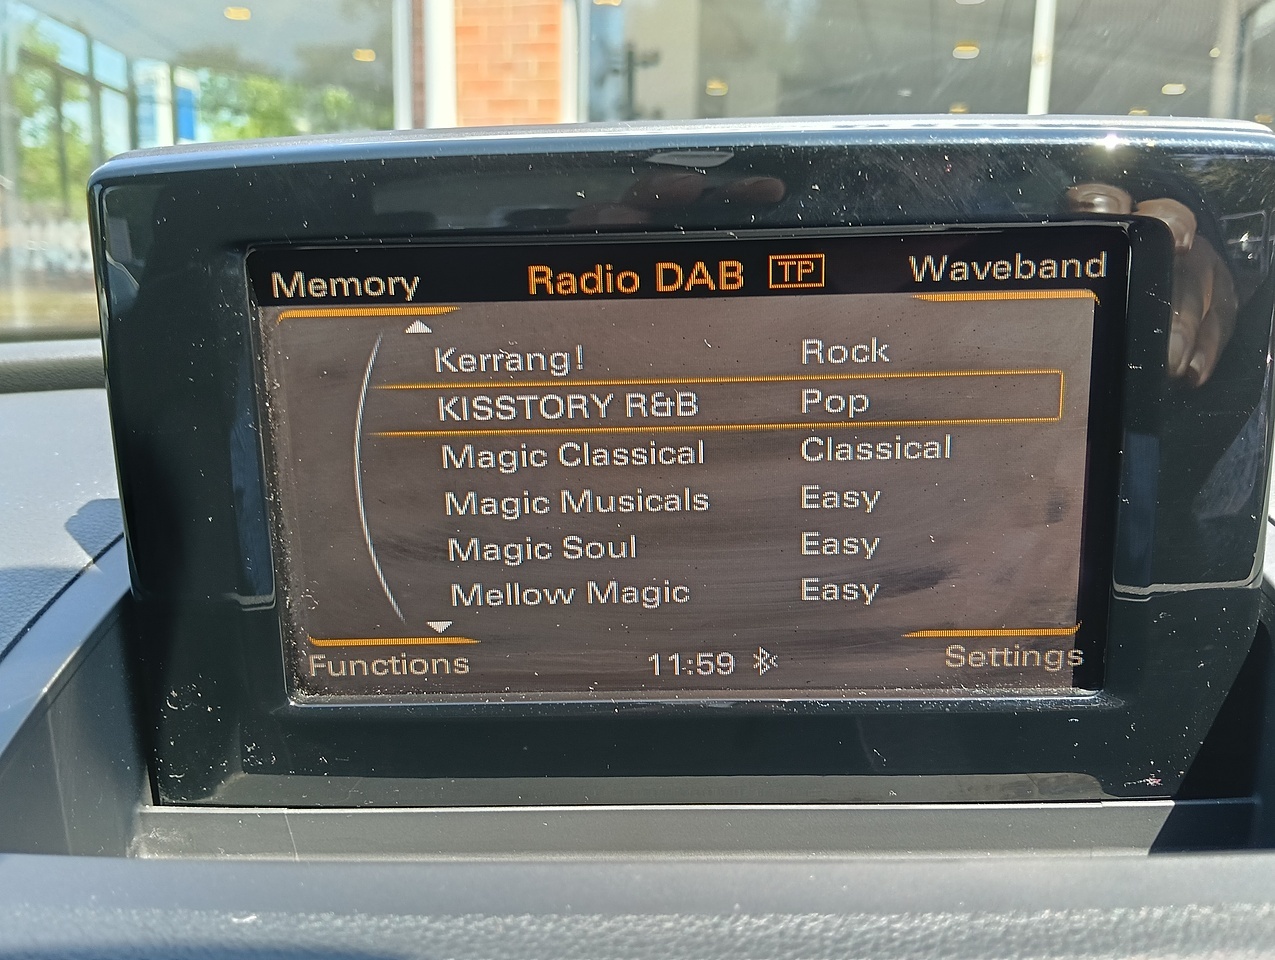 Memory Radio DAB TP Waveband
Kerrang! Rock
KISSTORY R&B Pop
Magic Classical Classical
Magic Musicals Easy
Magic Soul Easy
Mellow Magic Easy
Functions 11:59 Settings